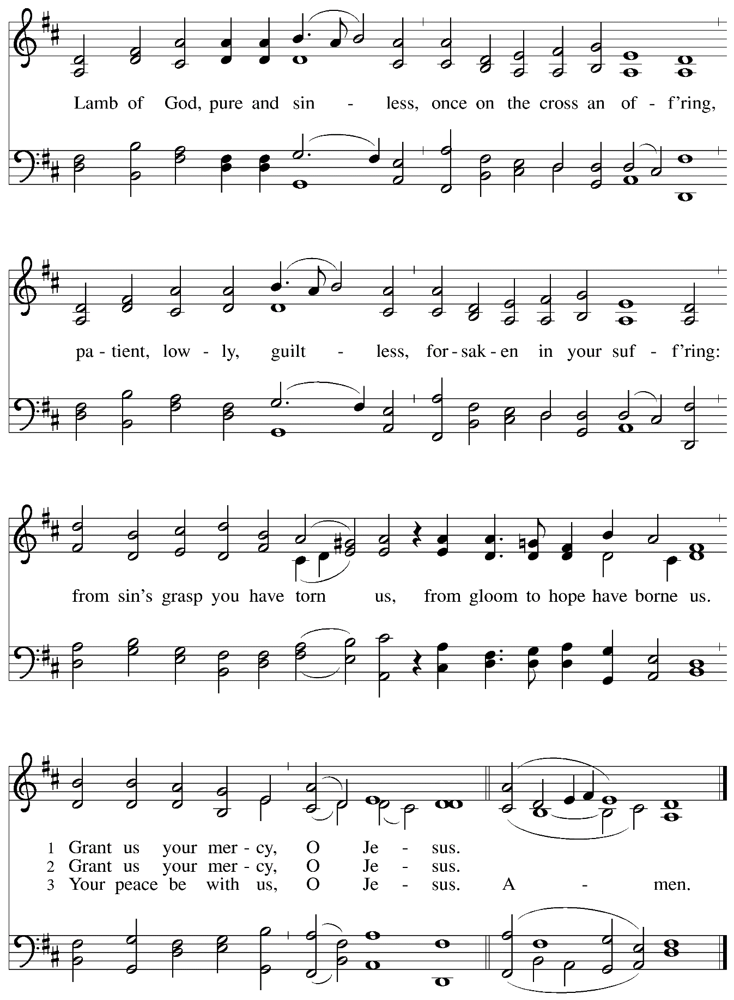 Lamb of God, pure and sin - less, once on the cross an of - f’ring,
pa - tient, low - ly, guilt - less, for - sak - en in your suf - f’ring:
from sin’s grasp you have torn us, from gloom to hope have borne us.
1 Grant us your mer - cy, O Je - sus.
2 Grant us your mer - cy, O Je - sus.
3 Your peace be with us, O Je - sus. A - men.